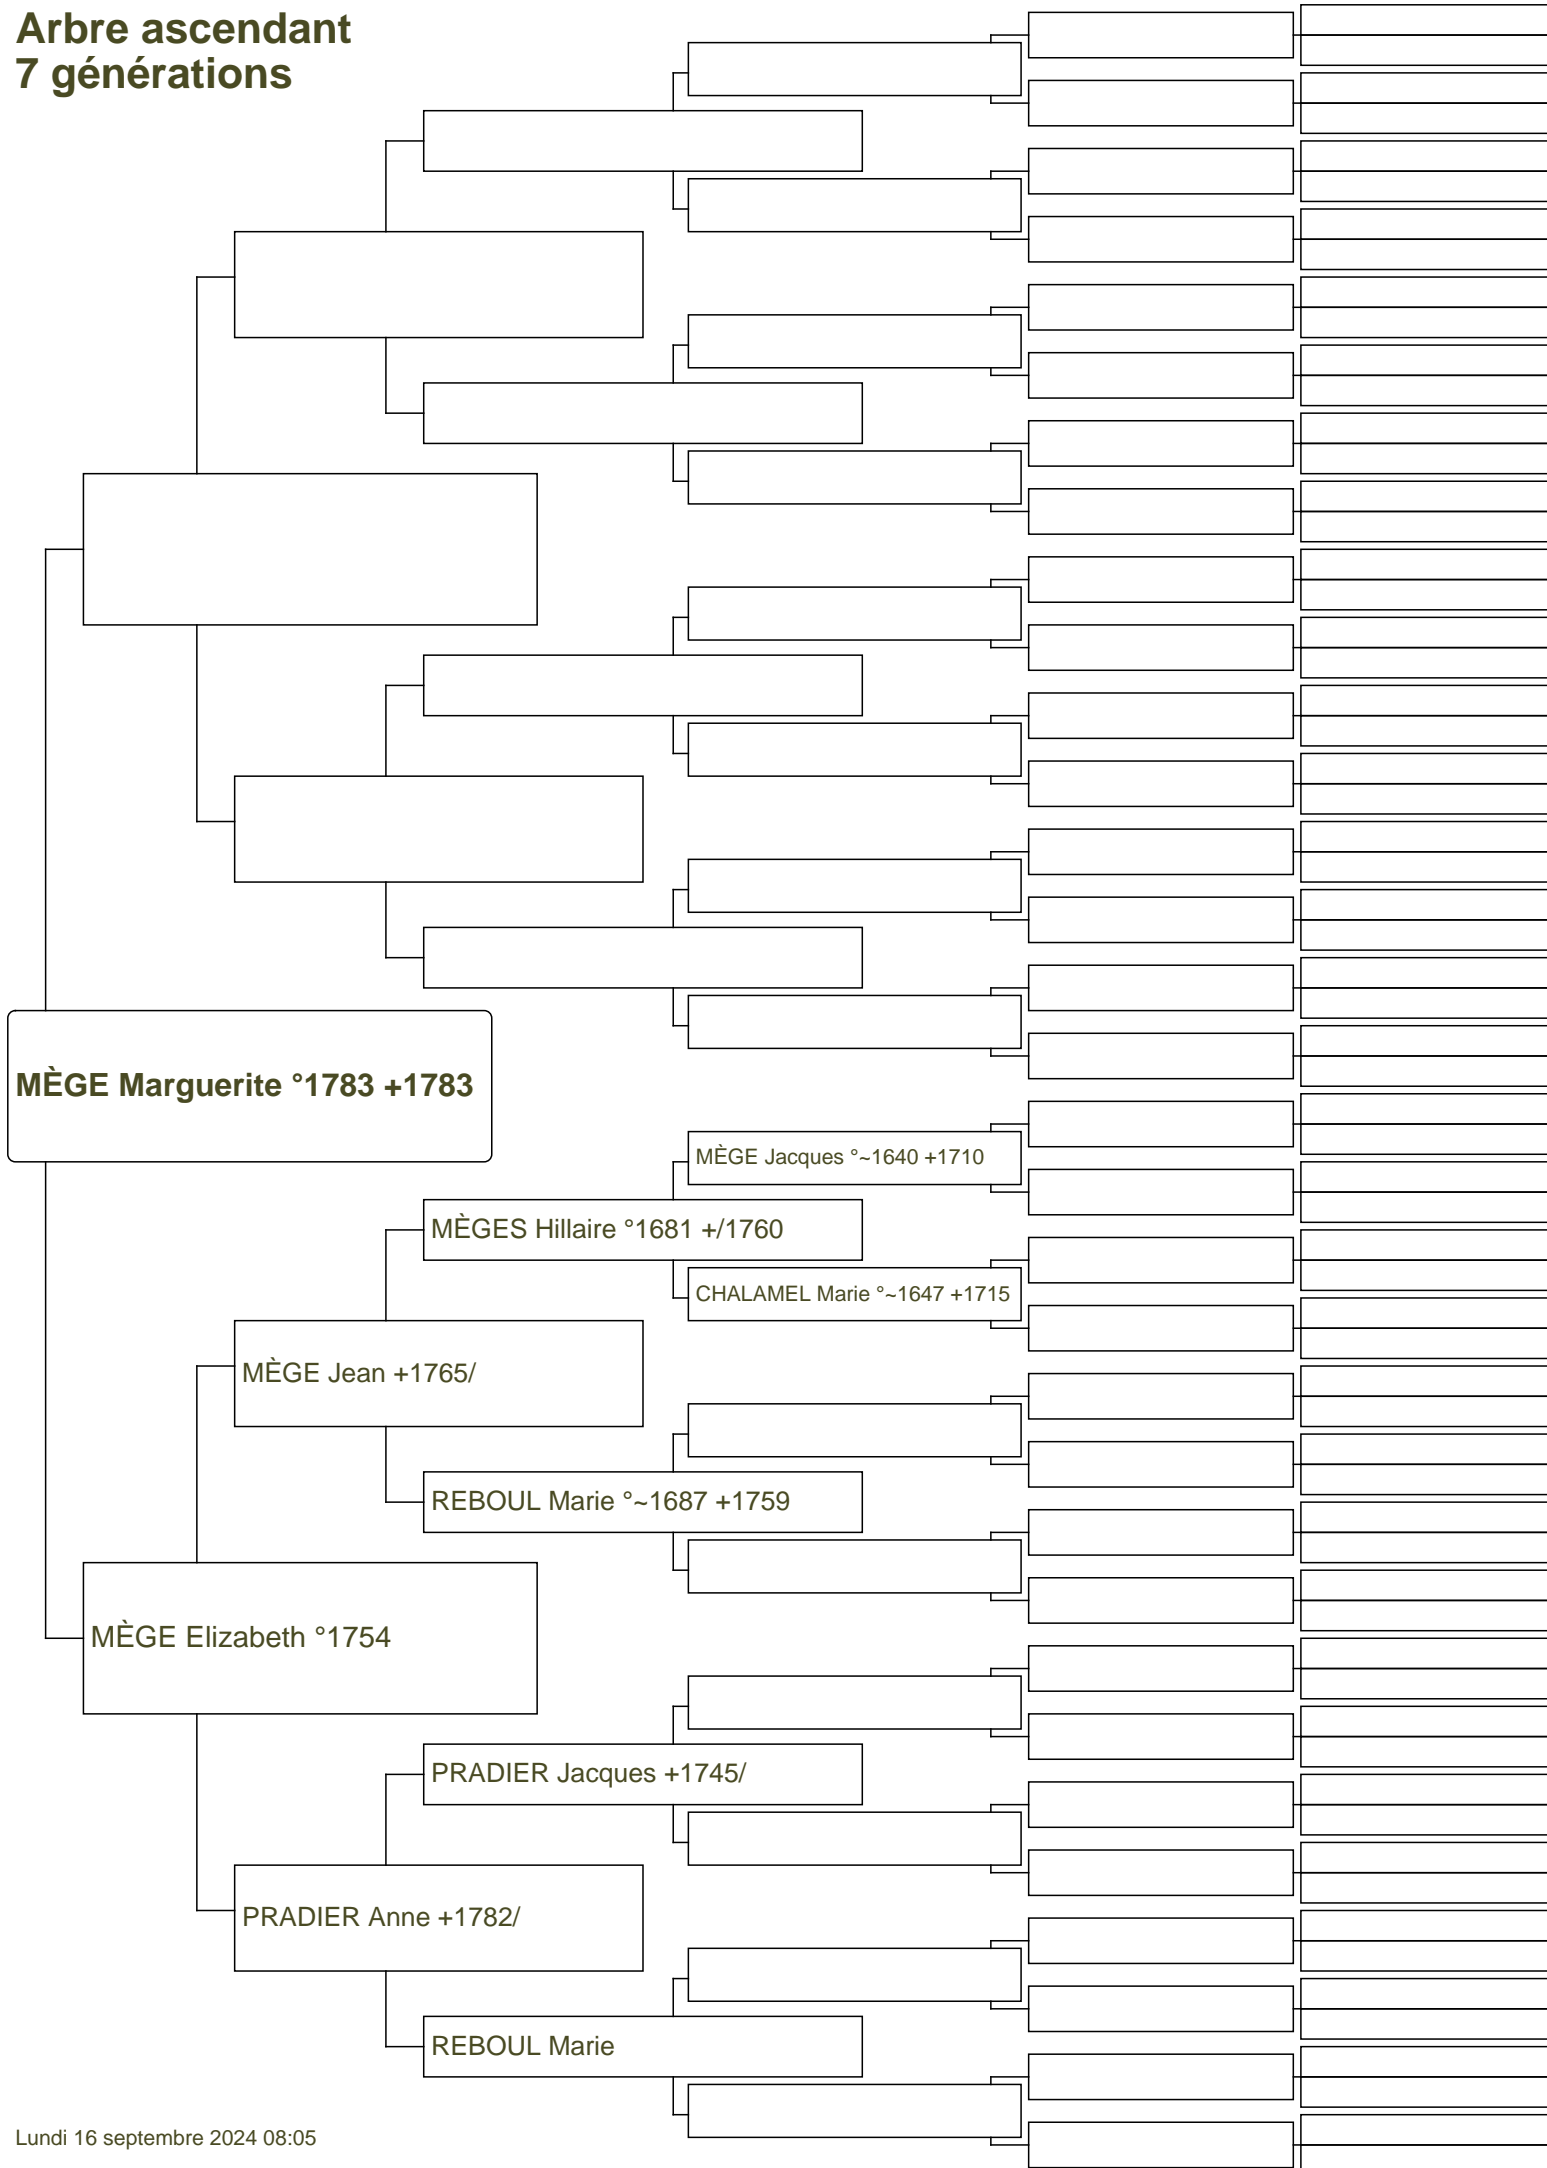 Arbre ascendant
7 générations
MÈGE Marguerite °1783 +1783
MÈGE Jacques °~1640 +1710
MÈGES Hillaire °1681 +/1760
CHALAMEL Marie °~1647 +1715
MÈGE Jean +1765/
REBOUL Marie °~1687 +1759
MÈGE Elizabeth °1754
PRADIER Jacques +1745/
PRADIER Anne +1782/
REBOUL Marie
Lundi 16 septembre 2024 08:05